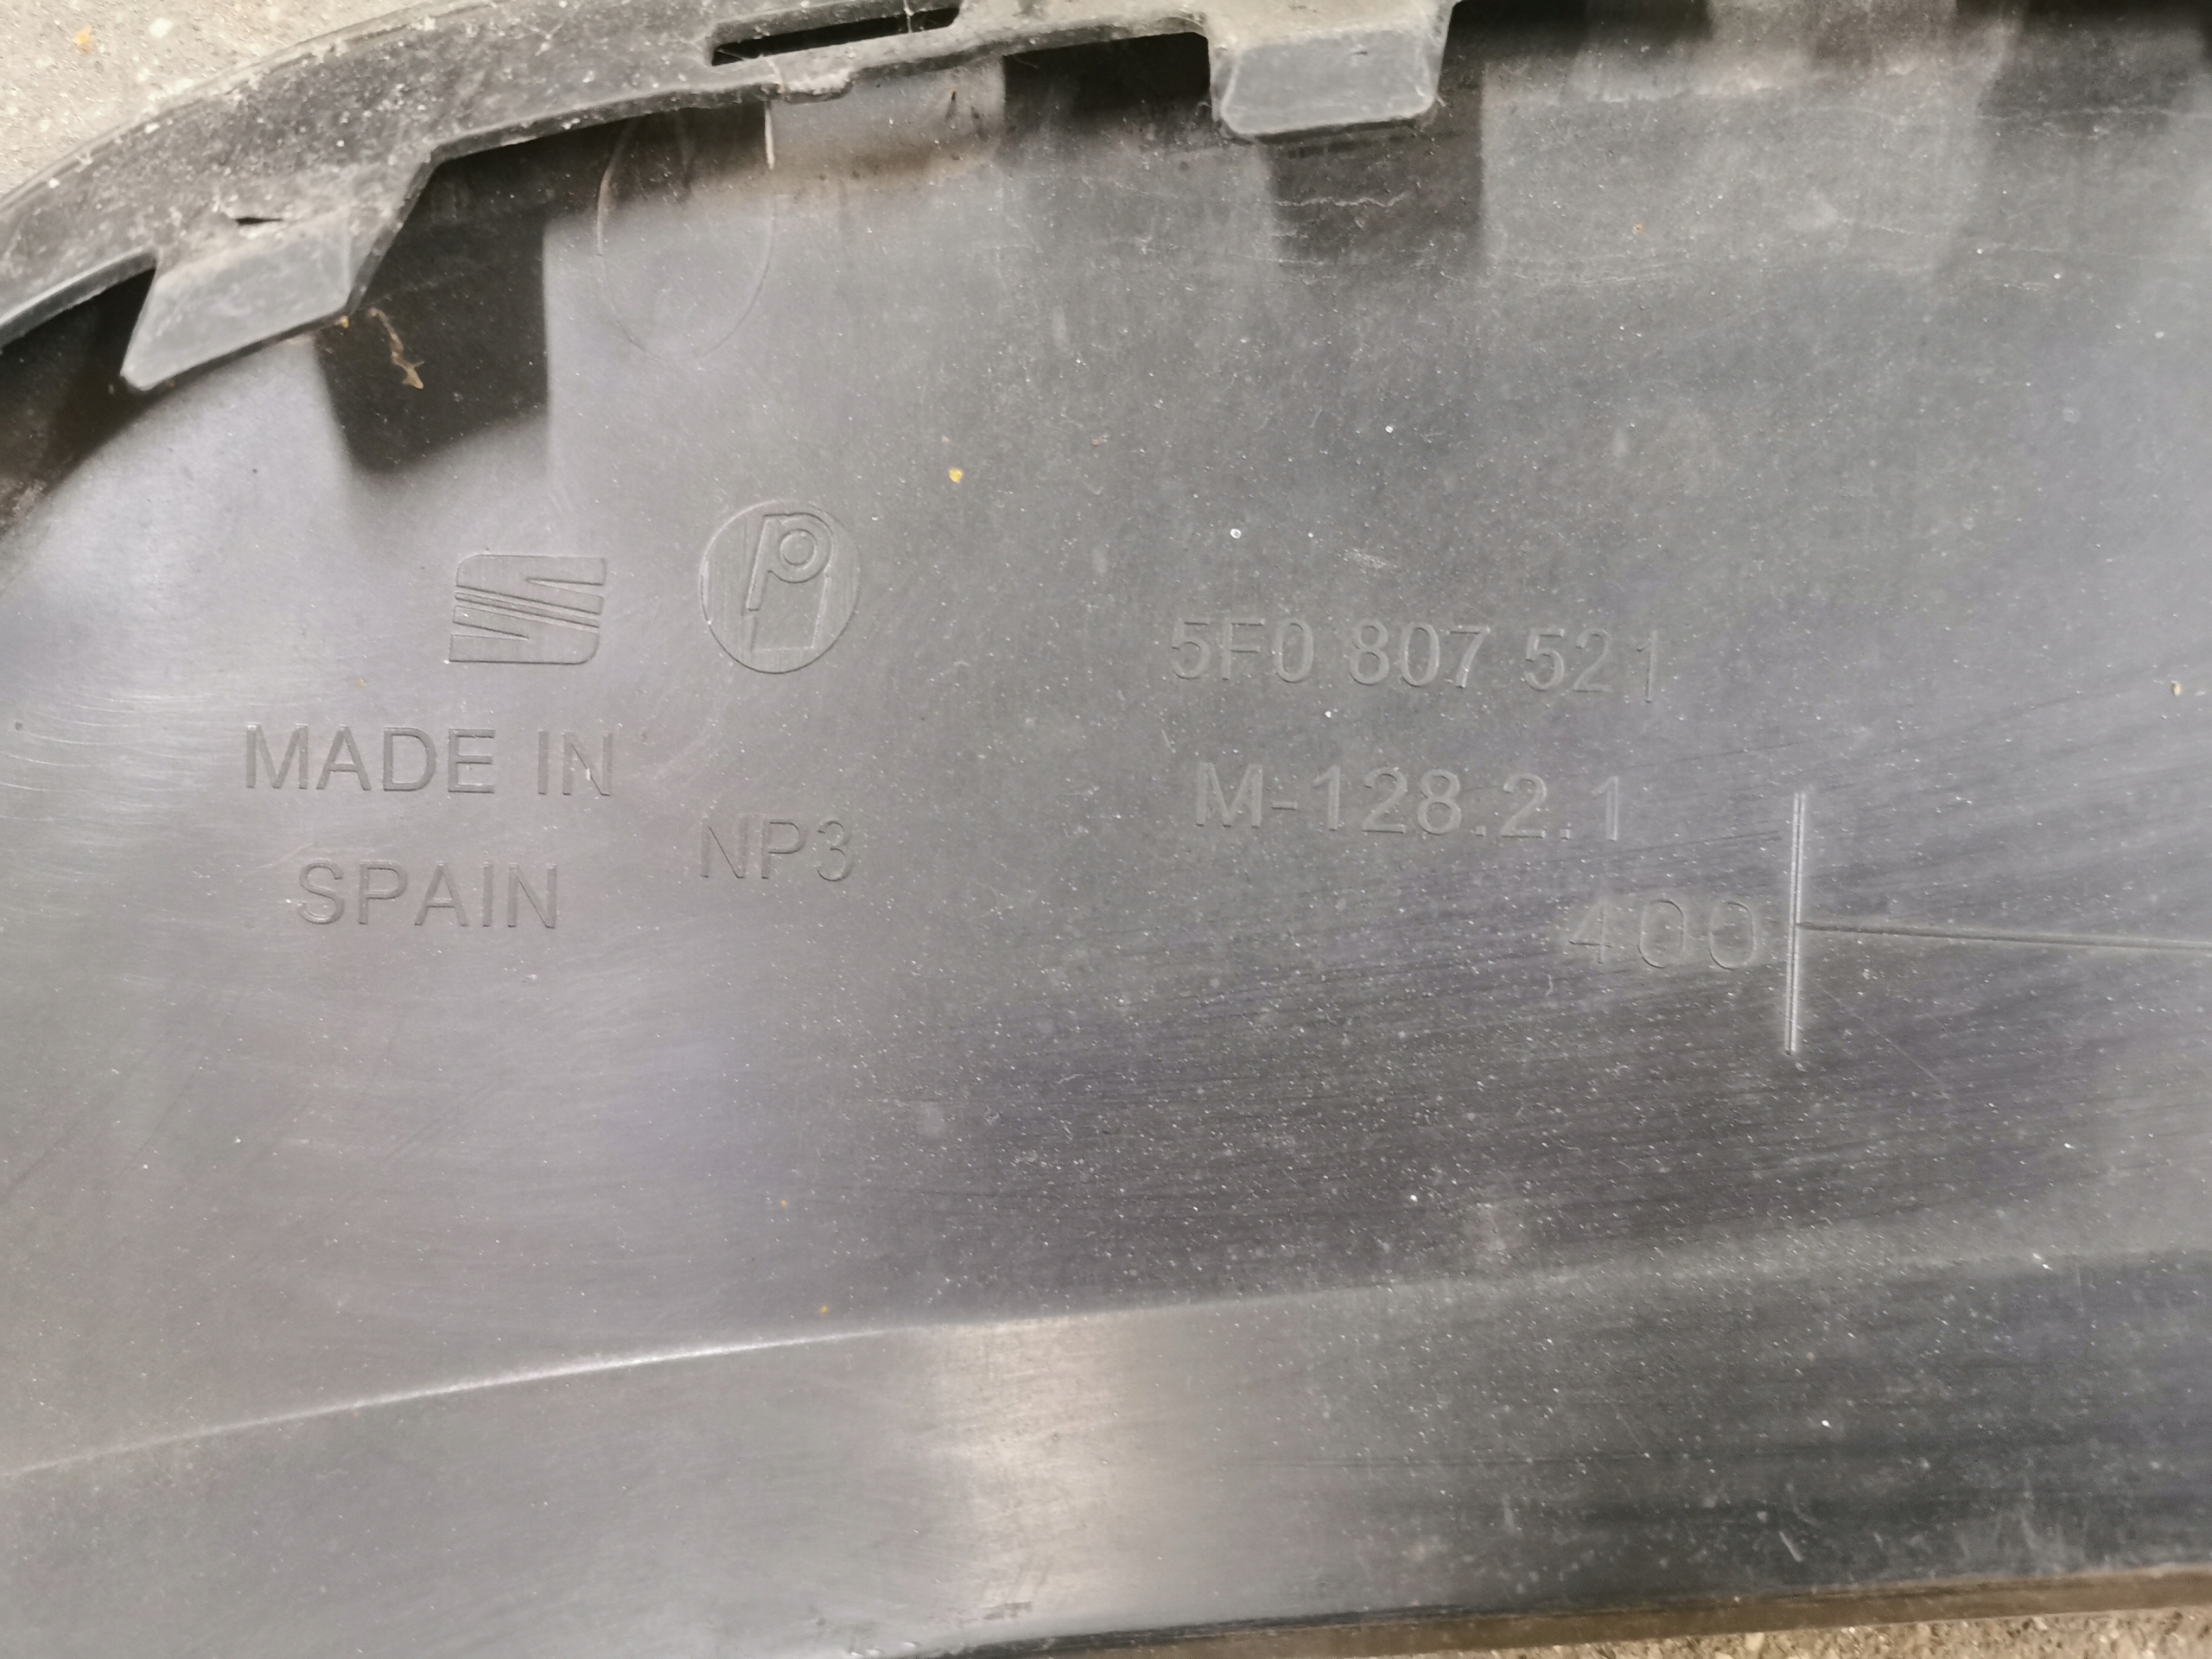 MADE IN
SPAIN
NP3
5F0 807 521
M-128.2.1
400